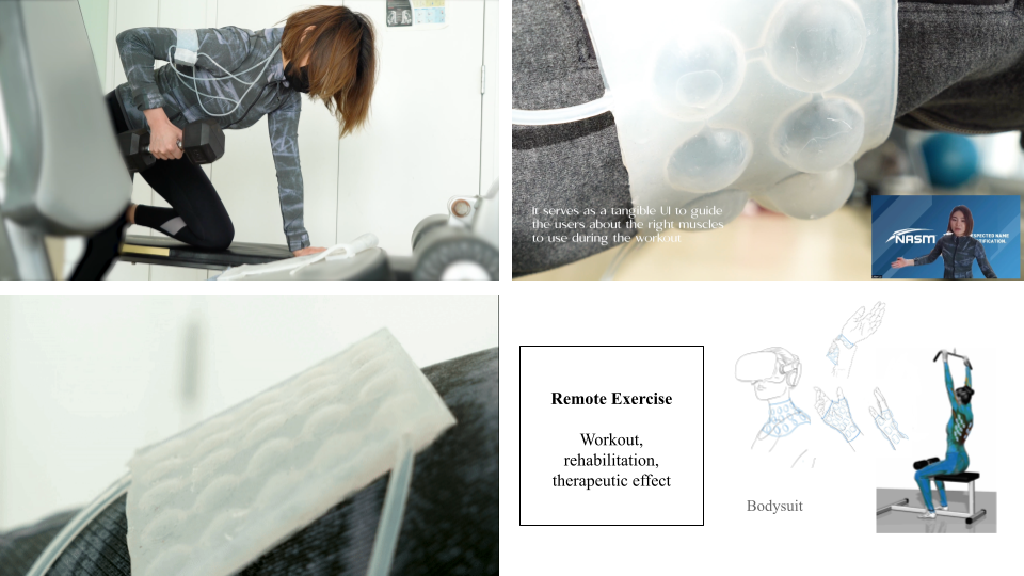 It serves as a tangible UI to guide
the users about the right muscles
to use during the workout
NASM
Remote Exercise
Workout,
rehabilitation,
therapeutic effect
Bodysuit